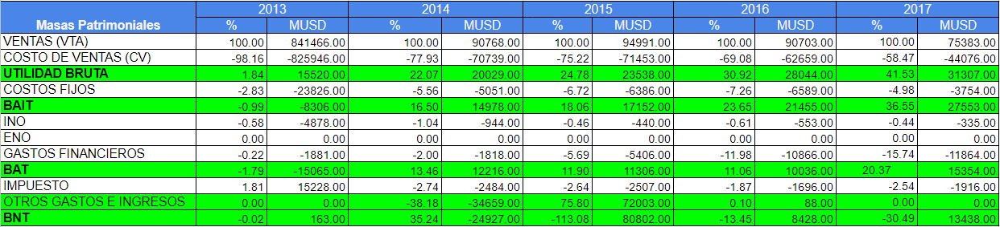 2013 2014 2015 2016 2017
Masas Patrimoniales % MUSD % MUSD % MUSD % MUSD % MUSD
VENTAS (VTA) 100.00 841466.00 100.00 90768.00 100.00 94991.00 100.00 90703.00 100.00 75383.00
COSTO DE VENTAS (CV) -98.16 -825946.00 -77.93 -70739.00 -75.22 -71453.00 -69.08 -62659.00 -58.47 -44076.00
UTILIDAD BRUTA 1.84 15520.00 22.07 20029.00 24.78 23538.00 30.92 28044.00 41.53 31307.00
COSTOS FIJOS -2.83 -23826.00 -5.56 -5051.00 -6.72 -6386.00 -7.26 -6589.00 -4.98 -3754.00
BAIT -0.99 -8306.00 16.50 14978.00 18.06 17152.00 23.65 21455.00 36.55 27553.00
INO -0.58 -4878.00 -1.04 -944.00 -0.46 -440.00 -0.61 -553.00 -0.44 -335.00
ENO 0.00 0.00 0.00 0.00 0.00 0.00 0.00 0.00 0.00 0.00
GASTOS FINANCIEROS -0.22 -1881.00 -2.00 -1818.00 -5.69 -5406.00 -11.98 -10866.00 -15.74 -11864.00
BAT -1.79 -15065.00 13.46 12216.00 11.90 11306.00 11.06 10036.00 20.37 15354.00
IMPUESTO 1.81 15228.00 -2.74 -2484.00 -2.64 -2507.00 -1.87 -1696.00 -2.54 -1916.00
OTROS GASTOS E INGRESOS 0.00 0.00 -38.18 -34659.00 75.80 72003.00 0.10 88.00 0.00 0.00
BNT -0.02 163.00 35.24 -24927.00 -113.08 80802.00 -13.45 8428.00 -30.49 13438.00